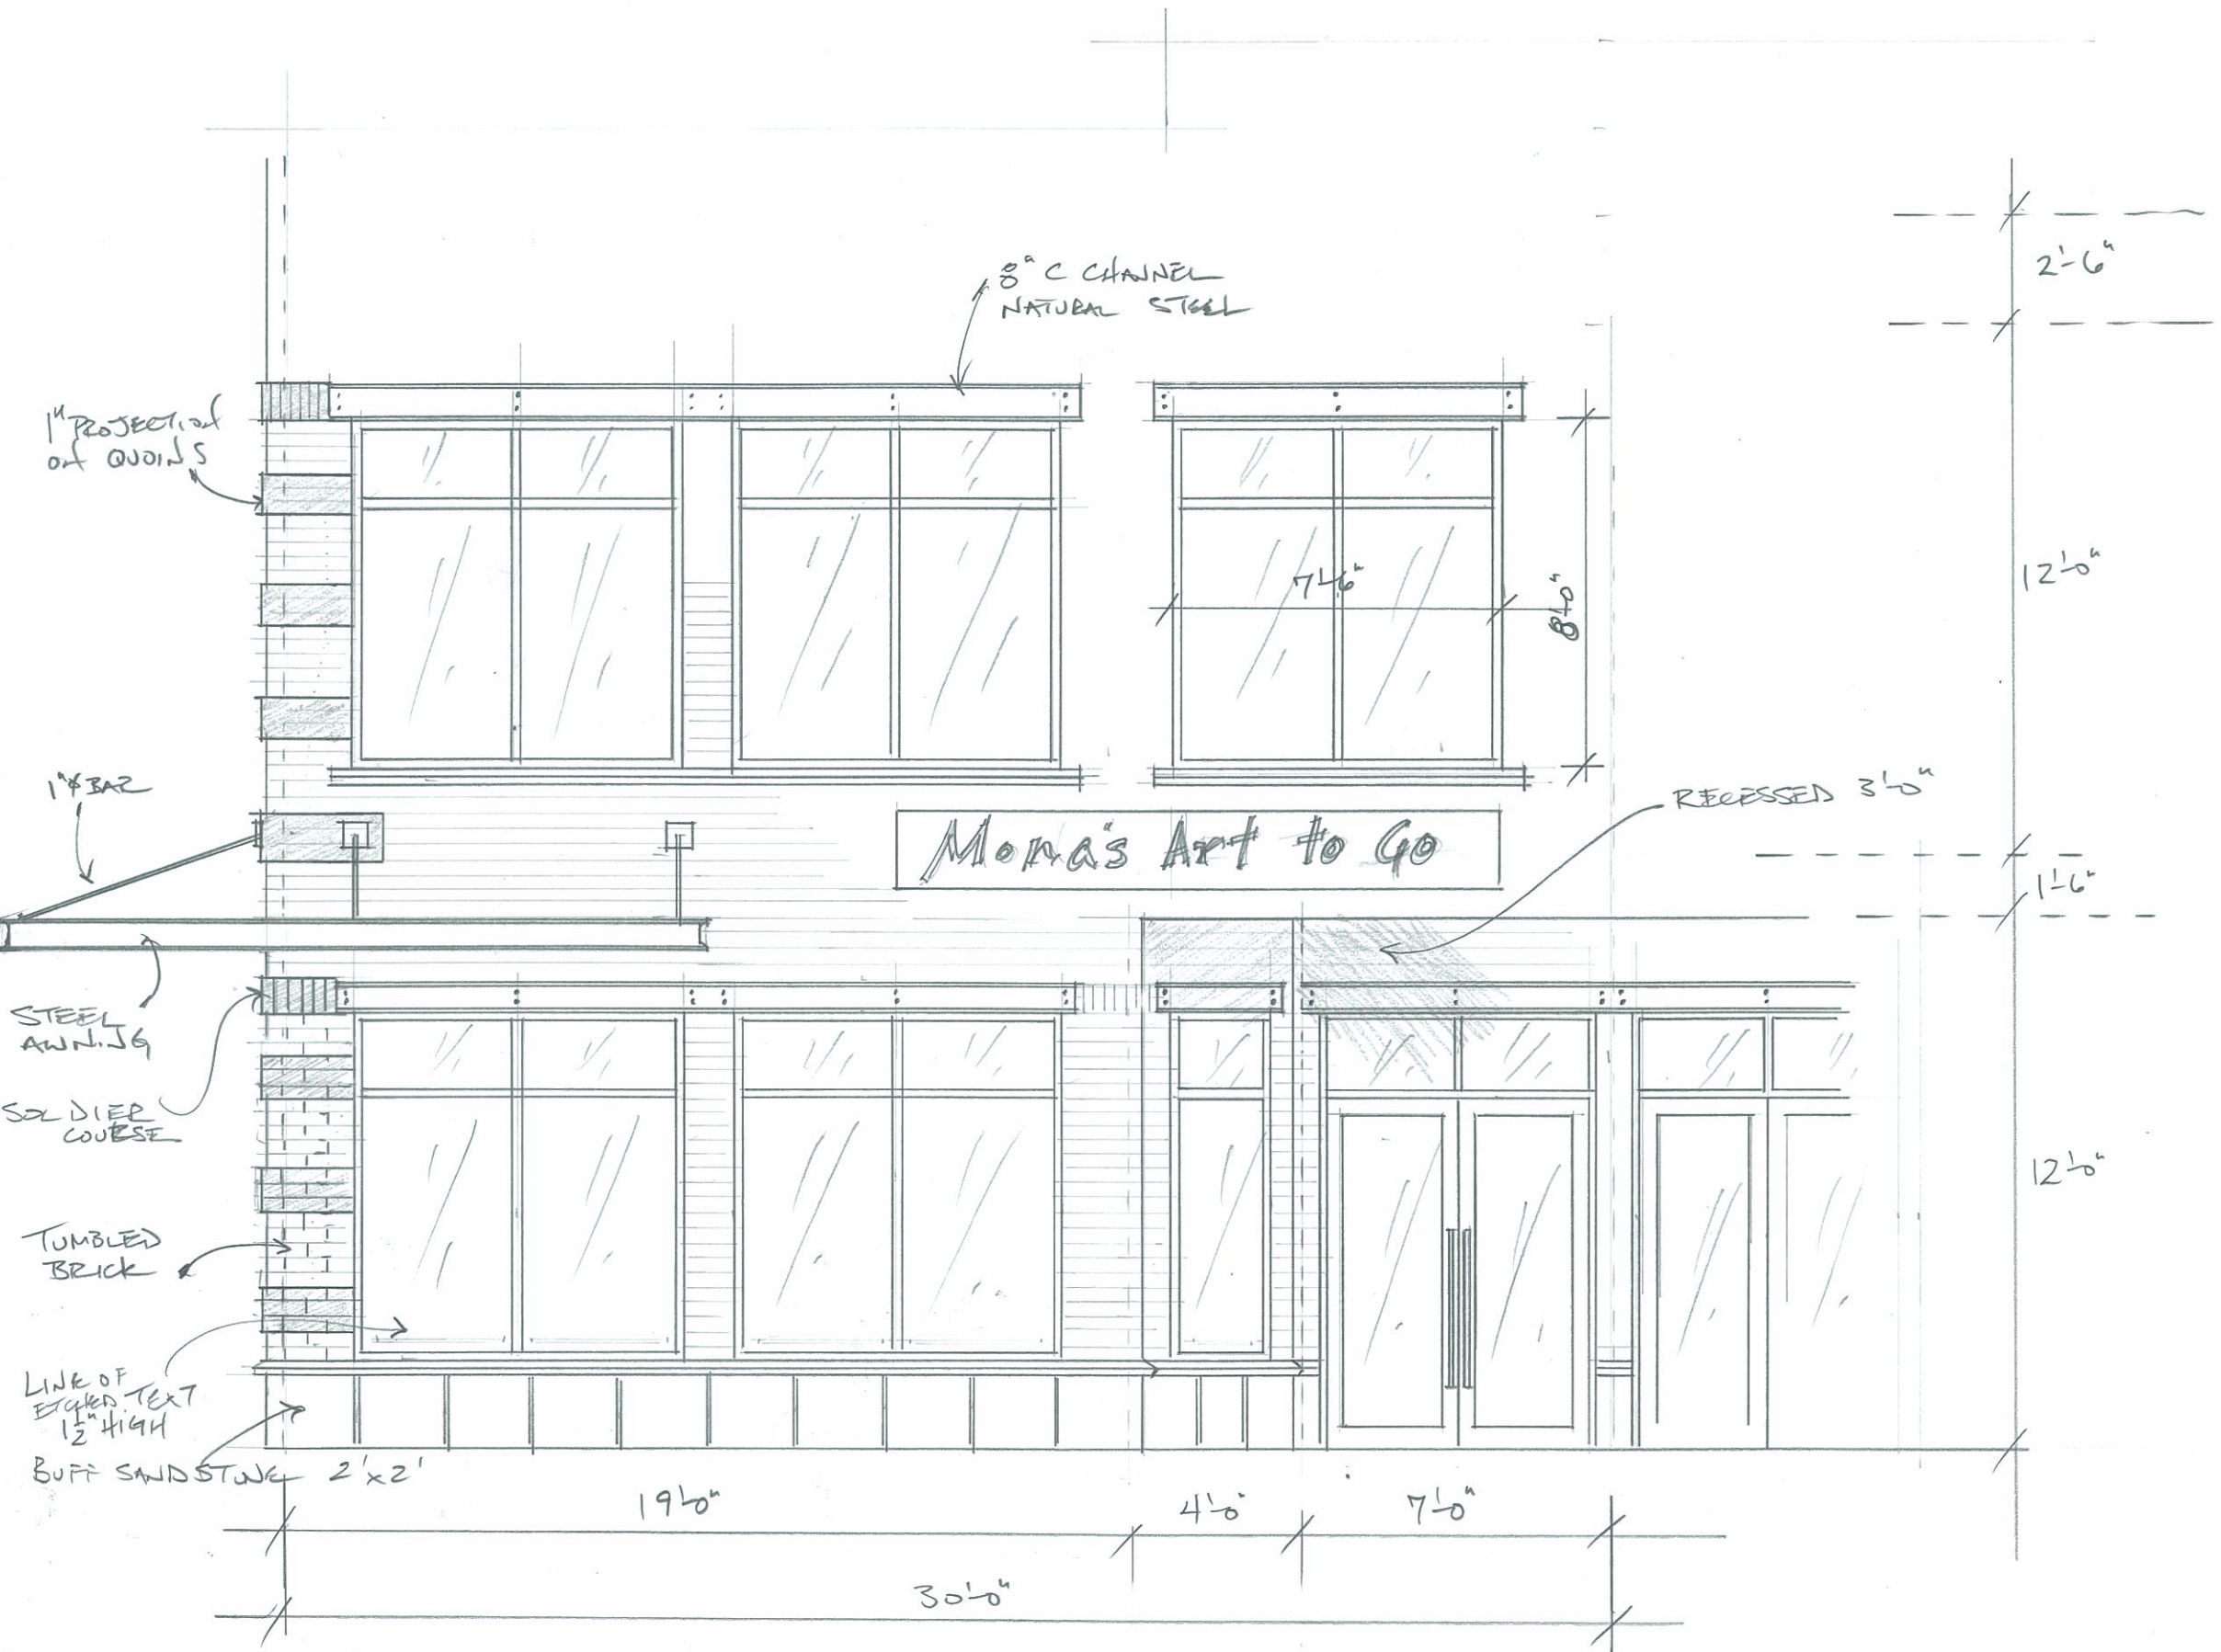 8" C CHANNEL
NATURAL STEEL
2'-6"
1" PROJECTION
ON QUOINS
12'-0"
7'-6"
8'-0"
1"⌀ BAR
RECESSED 3'-0"
Mona's Art to Go
1'-6"
STEEL
AWNING
SOLDIER
COURSE
12'-0"
TUMBLED
BRICK
LINE OF
ETCHED TEXT
1½" HIGH
BUFF SANDSTONE 2'x2'
19'-0"
4'-0"
7'-0"
30'-0"